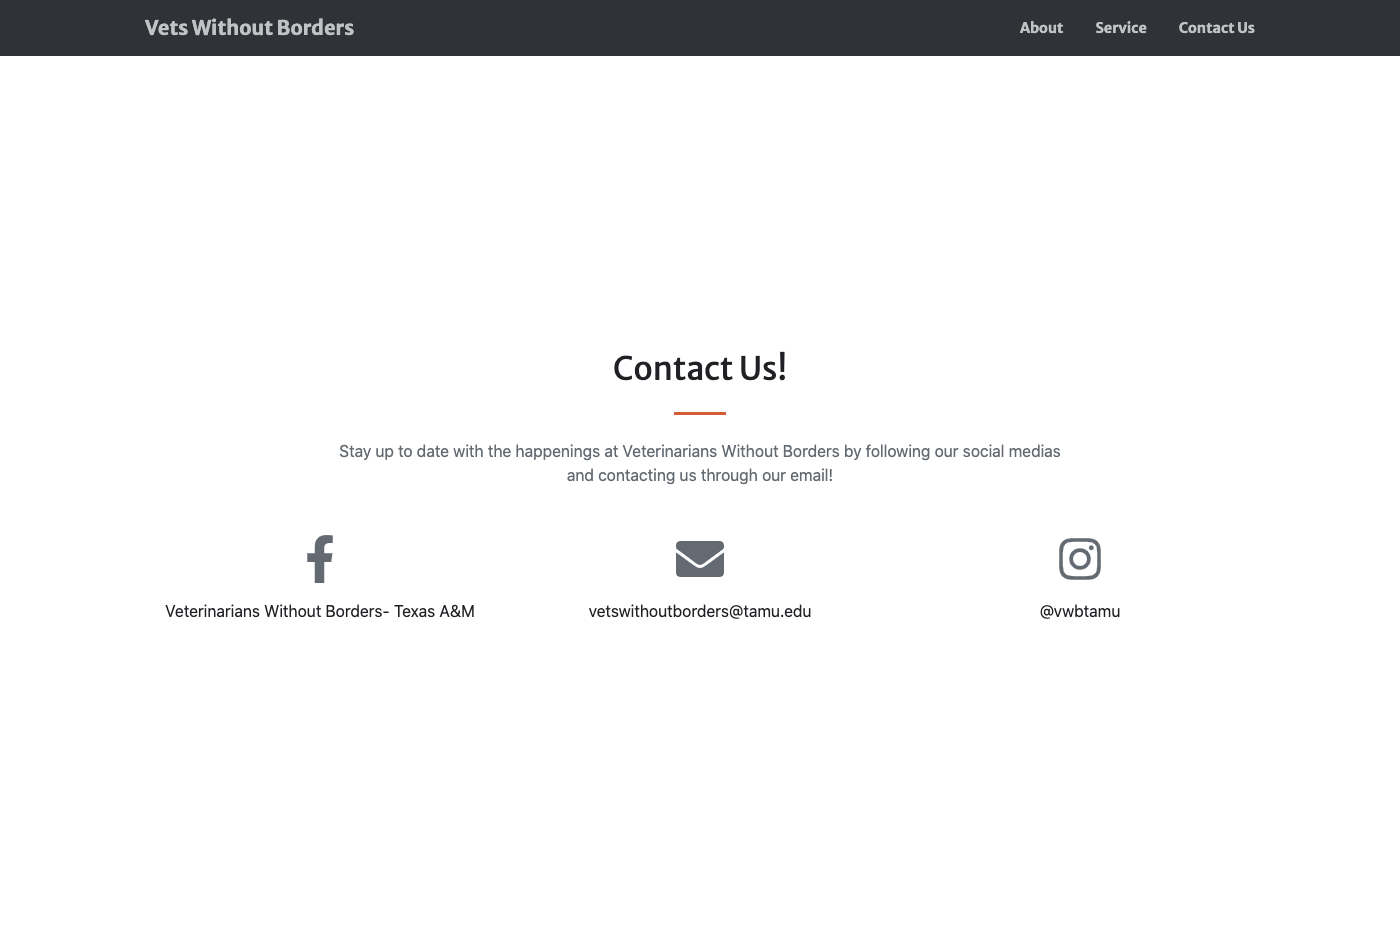 Vets Without Borders
About Service Contact Us
Contact Us!
Stay up to date with the happenings at Veterinarians Without Borders by following our social medias
and contacting us through our email!
Veterinarians Without Borders- Texas A&M
vetswithoutborders@tamu.edu
@vwbtamu